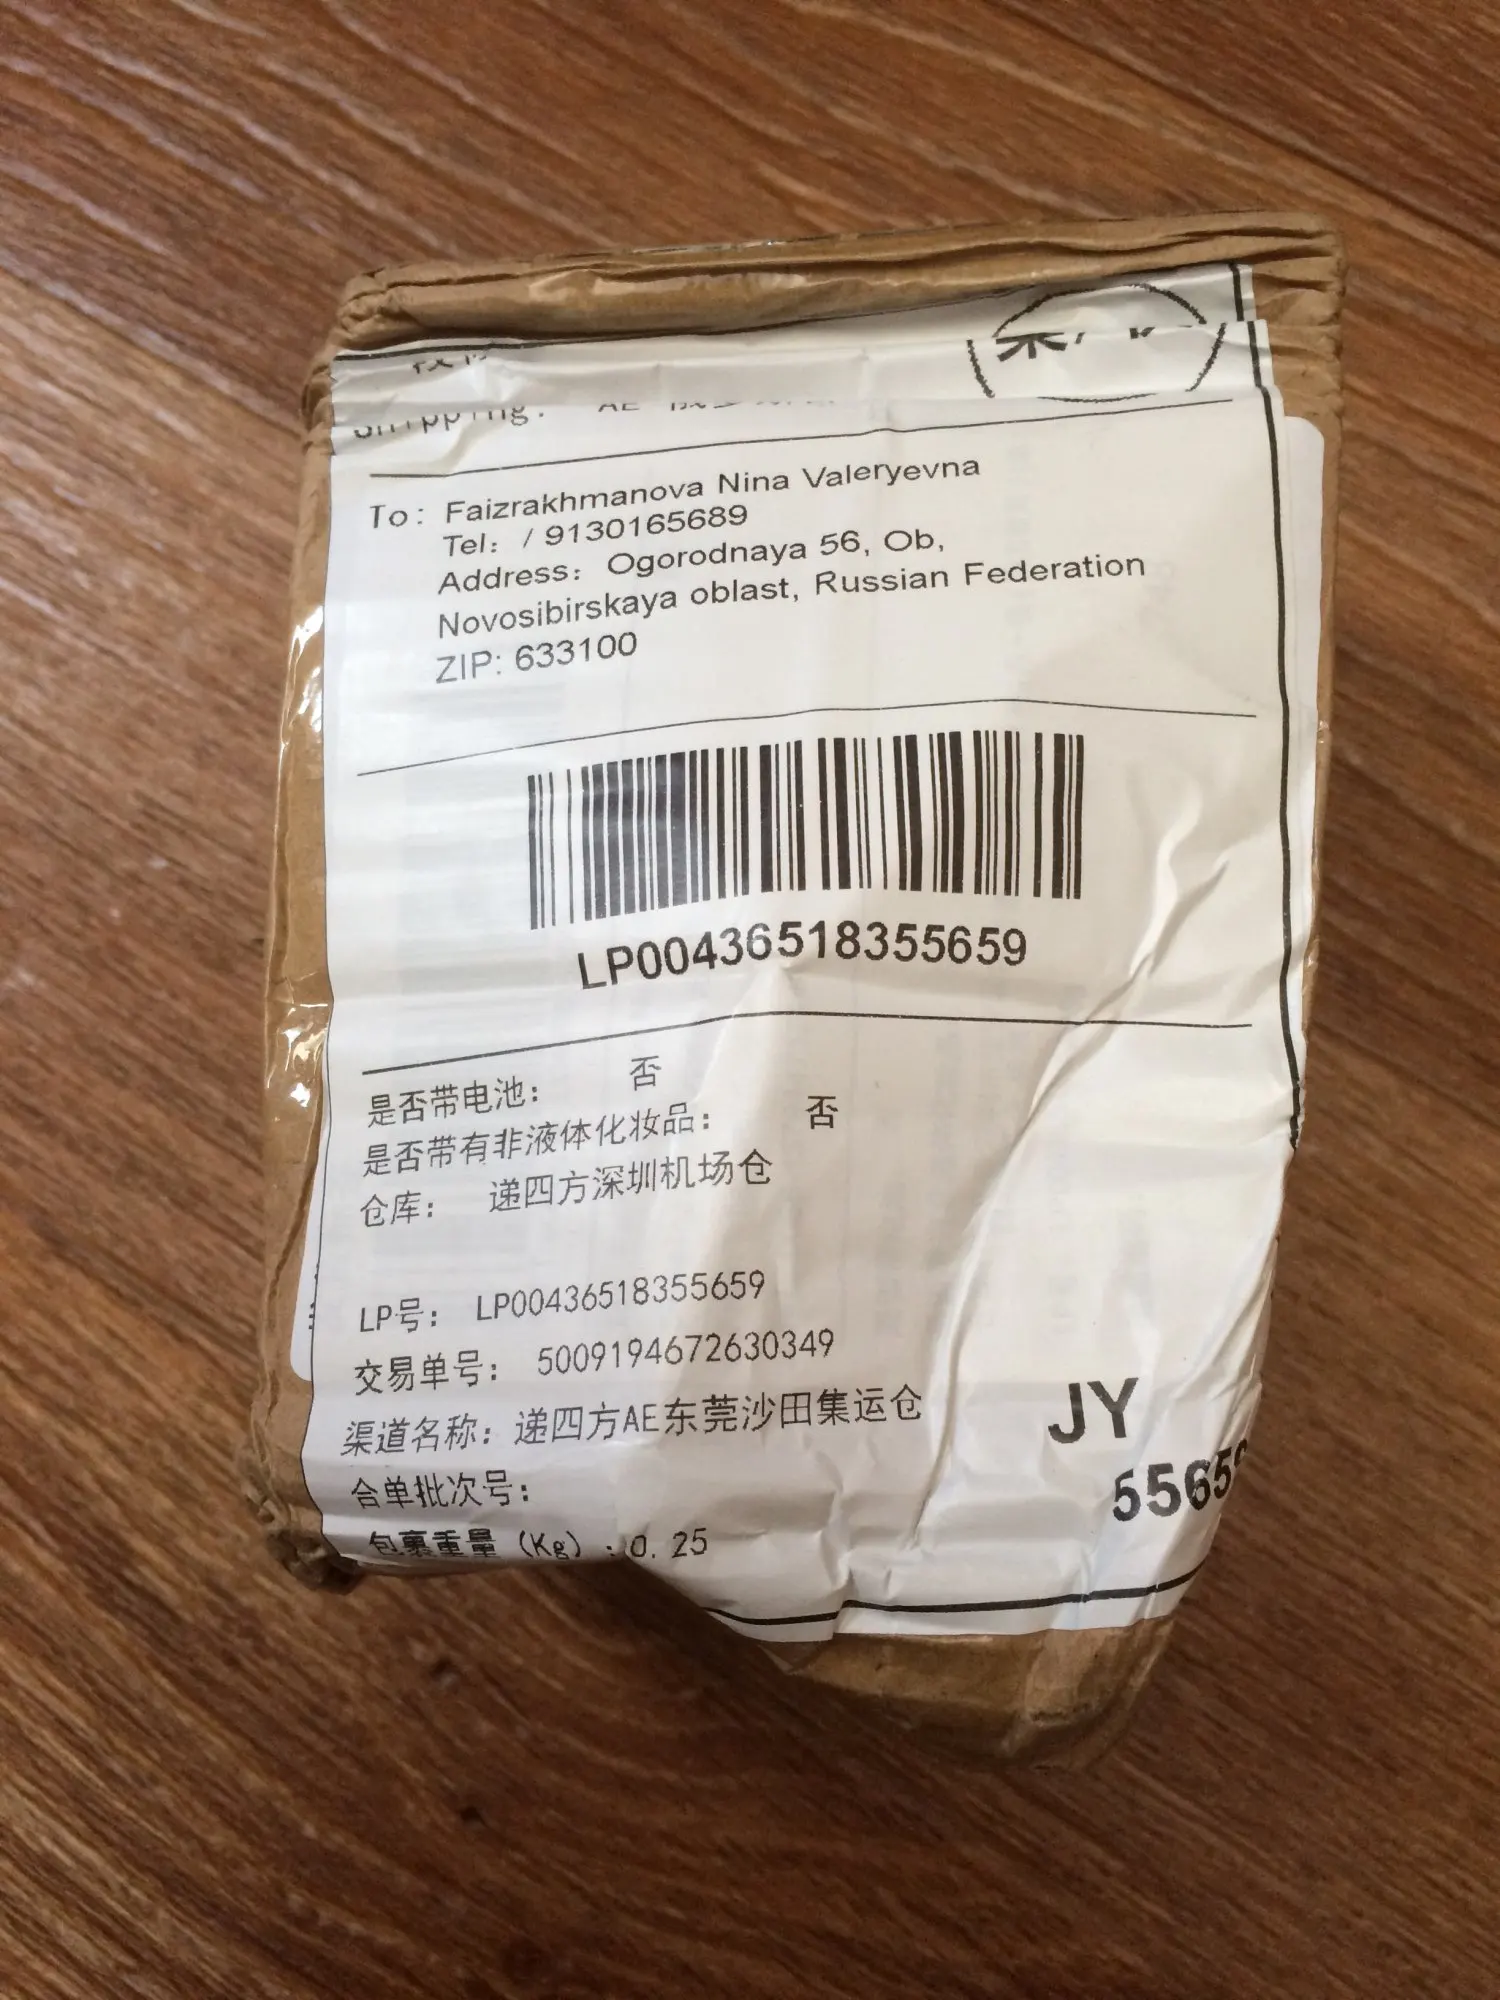 Shipping: AE
To: Faizrakhmanova Nina Valeryevna
Tel: / 9130165689
Address: Ogorodnaya 56, Ob,
Novosibirskaya oblast, Russian Federation
ZIP: 633100
LP00436518355659
是否带电池: 否
是否带有非液体化妆品: 否
仓库: 递四方深圳机场仓
LP号: LP00436518355659
交易单号: 5009194672630349
渠道名称: 递四方AE东莞沙田集运仓
JY
合单批次号:
55659
包裹重量 (Kg) :0.25